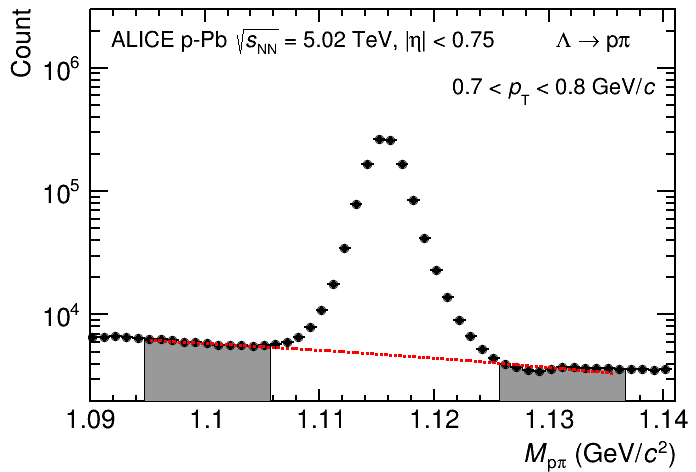 Count
ALICE p-Pb √sNN = 5.02 TeV, |η| < 0.75 Λ → pπ
0.7 < pT < 0.8 GeV/c
10⁶
10⁵
10⁴
1.09 1.1 1.11 1.12 1.13 1.14
Mpπ (GeV/c²)